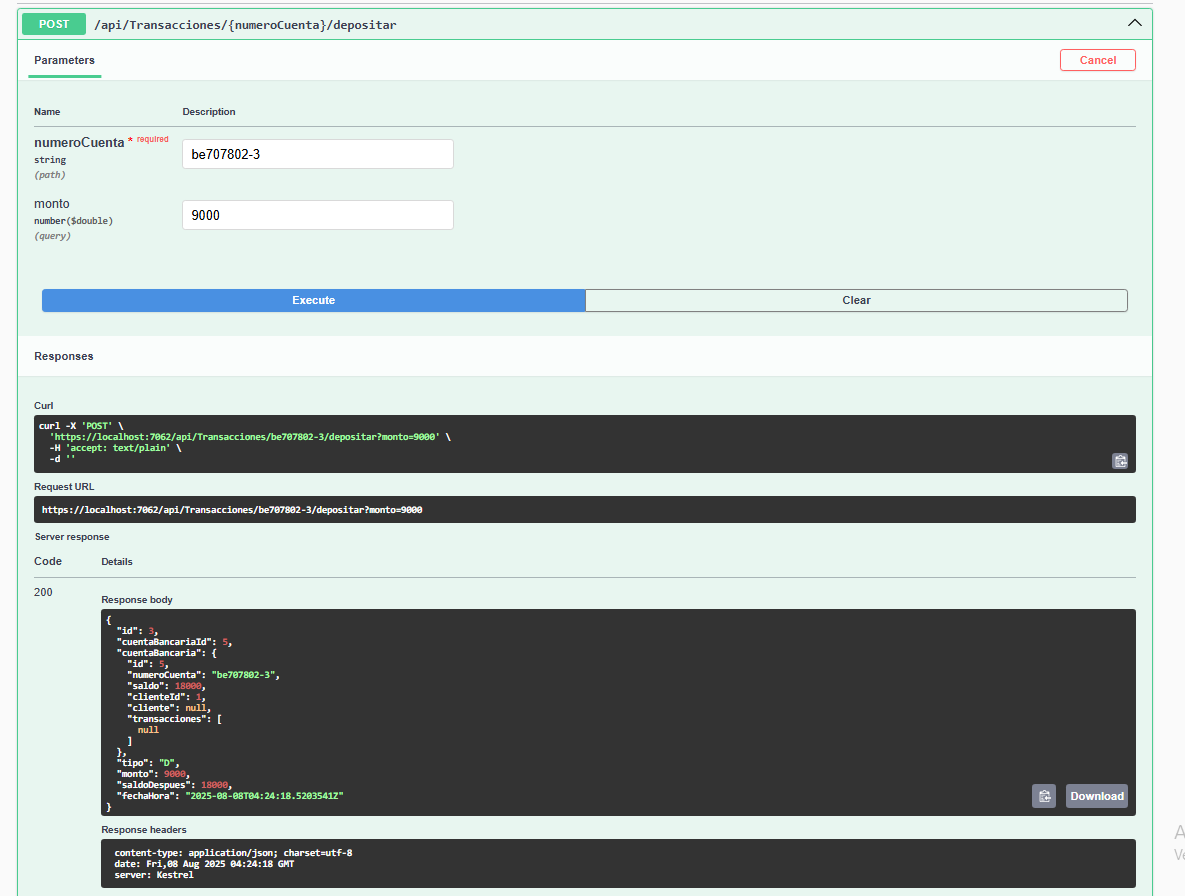 POST /api/Transacciones/{numeroCuenta}/depositar
Parameters
Cancel
Name Description
numeroCuenta * required
string
(path)
be707802-3
monto
number($double)
(query)
9000
Execute Clear
Responses
Curl
curl -X 'POST' \
  'https://localhost:7062/api/Transacciones/be707802-3/depositar?monto=9000' \
  -H 'accept: text/plain' \
  -d ''
Request URL
https://localhost:7062/api/Transacciones/be707802-3/depositar?monto=9000
Server response
Code Details
200
Response body
{
  "id": 3,
  "cuentaBancariaId": 5,
  "cuentaBancaria": {
    "id": 5,
    "numeroCuenta": "be707802-3",
    "saldo": 18000,
    "clienteId": 1,
    "cliente": null,
    "transacciones": [
      null
    ]
  },
  "tipo": "D",
  "monto": 9000,
  "saldoDespues": 18000,
  "fechaHora": "2025-08-08T04:24:18.5203541Z"
}
Download
Response headers
content-type: application/json; charset=utf-8
date: Fri,08 Aug 2025 04:24:18 GMT
server: Kestrel